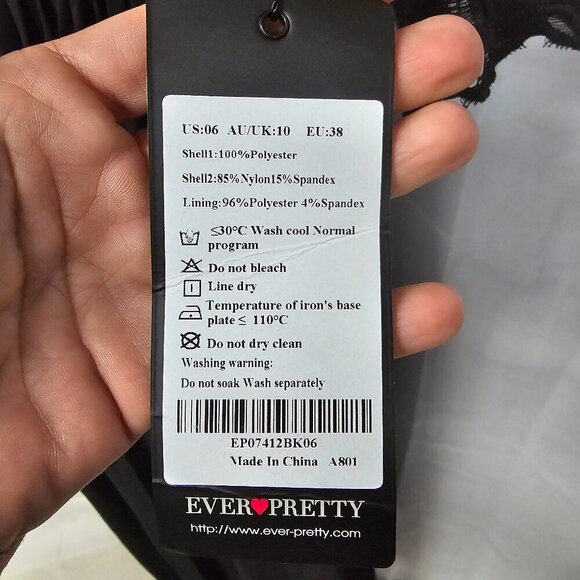 US:06 AU/UK:10 EU:38
Shell1:100%Polyester
Shell2:85%Nylon15%Spandex
Lining:96%Polyester 4%Spandex
≤30°C Wash cool Normal
program
Do not bleach
Line dry
Temperature of iron's base
plate ≤ 110°C
Do not dry clean
Washing warning:
Do not soak Wash separately
EP07412BK06
Made In China A801
EVER❤PRETTY
http://www.ever-pretty.com